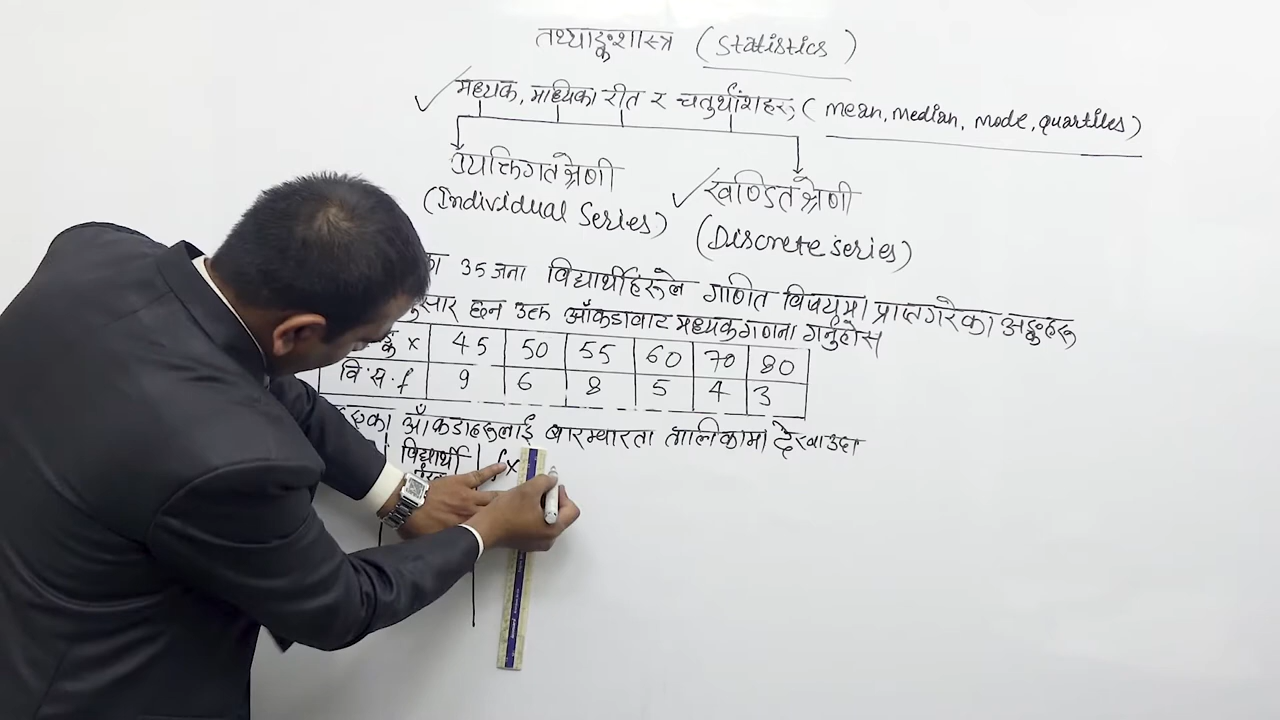 तथ्याङ्कशास्त्र (statistics)
मध्यक, माध्यिका रीत र चतुर्थांशहरु (mean, median, mode, quartiles)
व्यक्तिगत श्रेणी
(Individual series)
खण्डित श्रेणी
(Discrete series)
का 35 जना विद्यार्थीहरूले गणित विषयमा प्राप्त गरेका अङ्कहरू
छन उक्त आँकडावाट मध्यक गणना गर्नुहोस
x 45 50 55 60 70 80
वि.सं.f 9 6 8 5 4 3
आँकडाहरूलाई बारम्वारता तालिकामा देखाउदा
विद्यार्थी fx